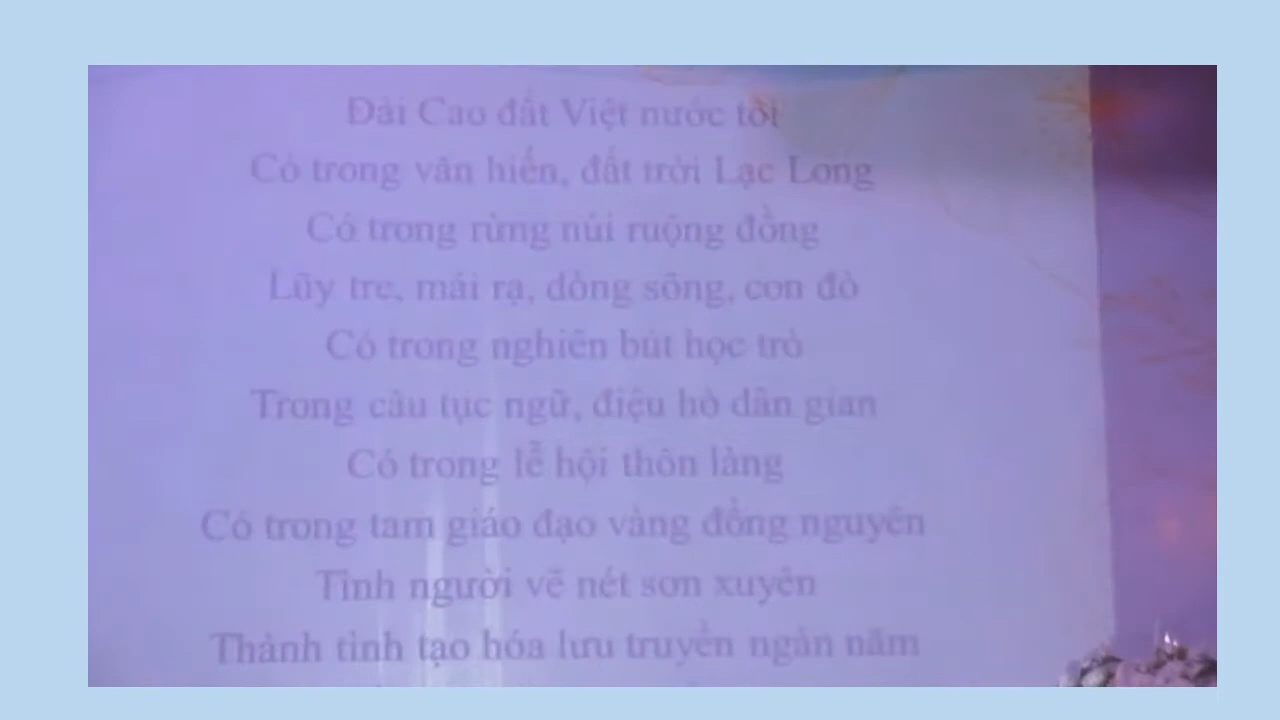 Đài Cao đất Việt nước tôi
Có trong văn hiến, đất trời Lạc Long
Có trong rừng núi ruộng đồng
Lũy tre, mái rạ, dòng sông, con đò
Có trong nghiên bút học trò
Trong câu tục ngữ, điệu hò dân gian
Có trong lễ hội thôn làng
Có trong tam giáo đạo vàng đồng nguyên
Tình người vẽ nét sơn xuyên
Thành tình tạo hóa lưu truyền ngàn năm